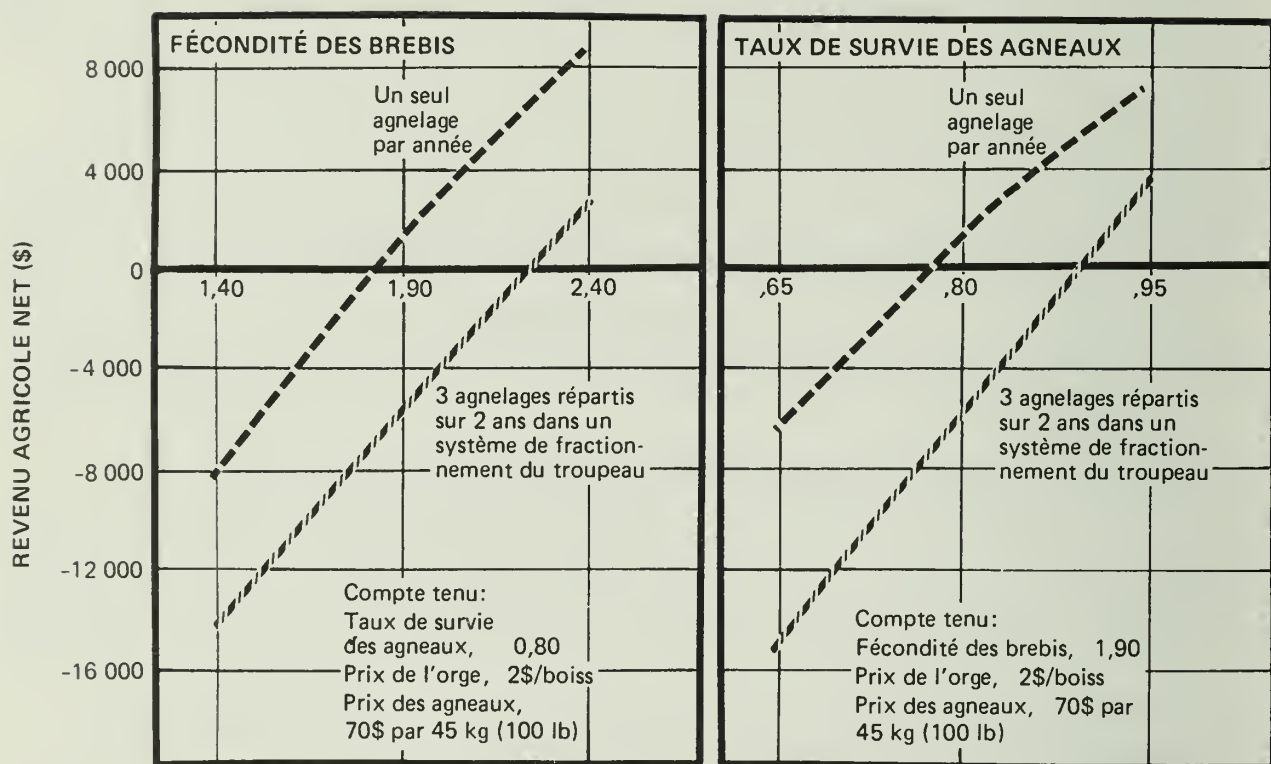 REVENU AGRICOLE NET ($)
8 000
4 000
0
-4 000
-8 000
-12 000
-16 000
FÉCONDITÉ DES BREBIS
Un seul
agnelage
par année
1,40
1,90
2,40
3 agnelages répartis
sur 2 ans dans un
système de fraction-
nement du troupeau
Compte tenu:
Taux de survie
des agneaux, 0,80
Prix de l'orge, 2$/boiss
Prix des agneaux,
70$ par 45 kg (100 lb)
TAUX DE SURVIE DES AGNEAUX
Un seul
agnelage
par année
,65
,80
,95
3 agnelages répartis
sur 2 ans dans un
système de fraction-
nement du troupeau
Compte tenu:
Fécondité des brebis, 1,90
Prix de l'orge, 2$/boiss
Prix des agneaux, 70$ par
45 kg (100 lb)